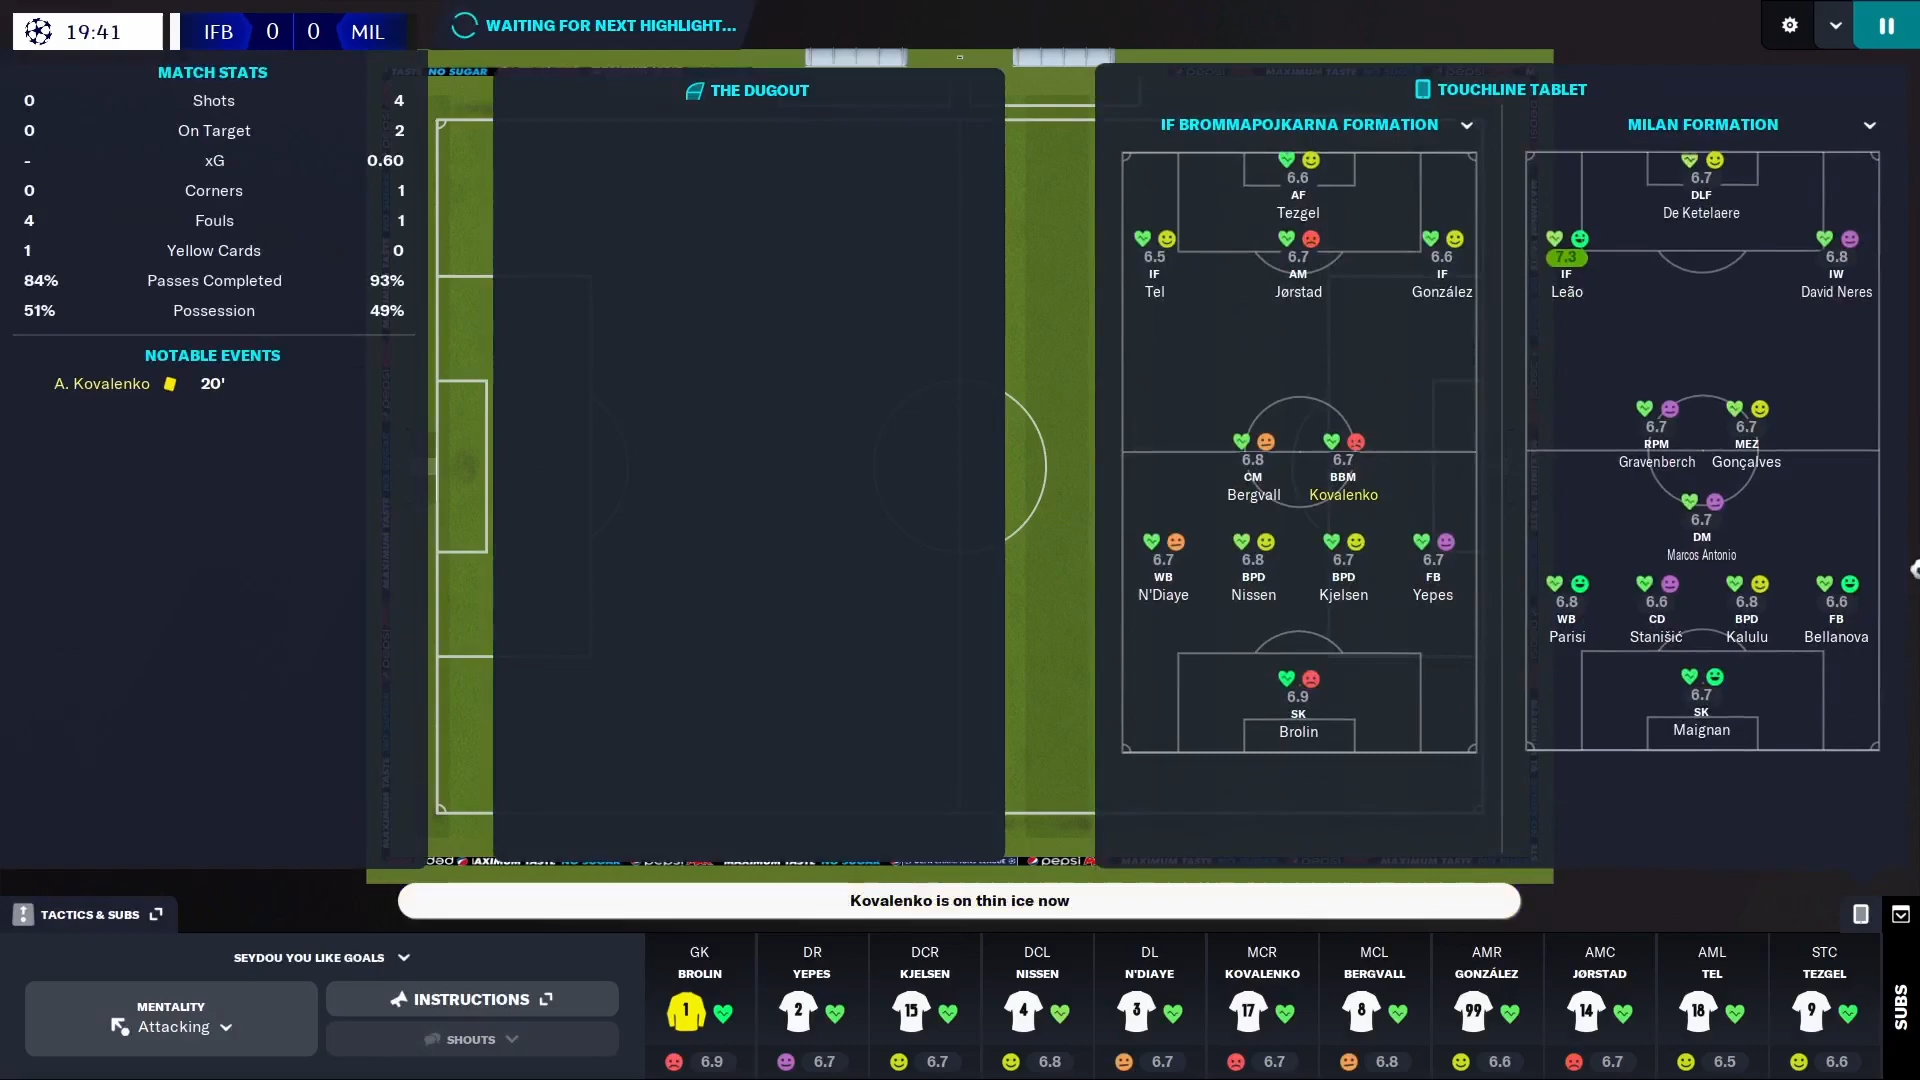 19:41
IFB 0 0 MIL
WAITING FOR NEXT HIGHLIGHT...
MATCH STATS
0 Shots 4
0 On Target 2
- xG 0.60
0 Corners 1
4 Fouls 1
1 Yellow Cards 0
84% Passes Completed 93%
51% Possession 49%
NOTABLE EVENTS
A. Kovalenko 20'
NO SUGAR
THE DUGOUT
TOUCHLINE TABLET
IF BROMMAPOJKARNA FORMATION
6.6
AF
Tezgel
6.5 6.7 6.6
IF AM IF
Tel Jørstad González
6.8 6.7
CM BBM
Bergvall Kovalenko
6.7 6.8 6.7 6.7
WB BPD BPD FB
N'Diaye Nissen Kjelsen Yepes
6.9
SK
Brolin
MILAN FORMATION
6.7
DLF
De Ketelaere
7.3 6.8
IF IW
Leão David Neres
6.7 6.7
RPM MEZ
Gravenberch Gonçalves
6.7
DM
Marcos Antonio
6.8 6.6 6.8 6.6
WB CD BPD FB
Parisi Stanišić Kalulu Bellanova
6.7
SK
Maignan
Kovalenko is on thin ice now
TACTICS & SUBS
SEYDOU YOU LIKE GOALS
MENTALITY
Attacking
INSTRUCTIONS
SHOUTS
GK DR DCR DCL DL MCR MCL AMR AMC AML STC
BROLIN YEPES KJELSEN NISSEN N'DIAYE KOVALENKO BERGVALL GONZÁLEZ JØRSTAD TEL TEZGEL
1 2 15 4 3 17 8 99 14 18 9
6.9 6.7 6.7 6.8 6.7 6.7 6.8 6.6 6.7 6.5 6.6
SUBS